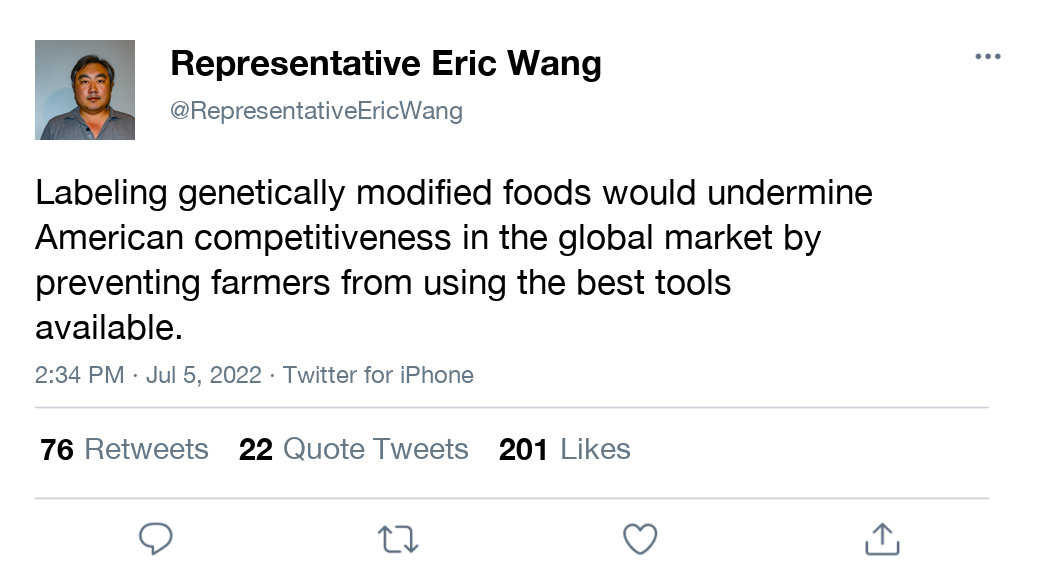 Representative Eric Wang
@RepresentativeEricWang
Labeling genetically modified foods would undermine
American competitiveness in the global market by
preventing farmers from using the best tools
available.
2:34 PM · Jul 5, 2022 · Twitter for iPhone
76 Retweets 22 Quote Tweets 201 Likes